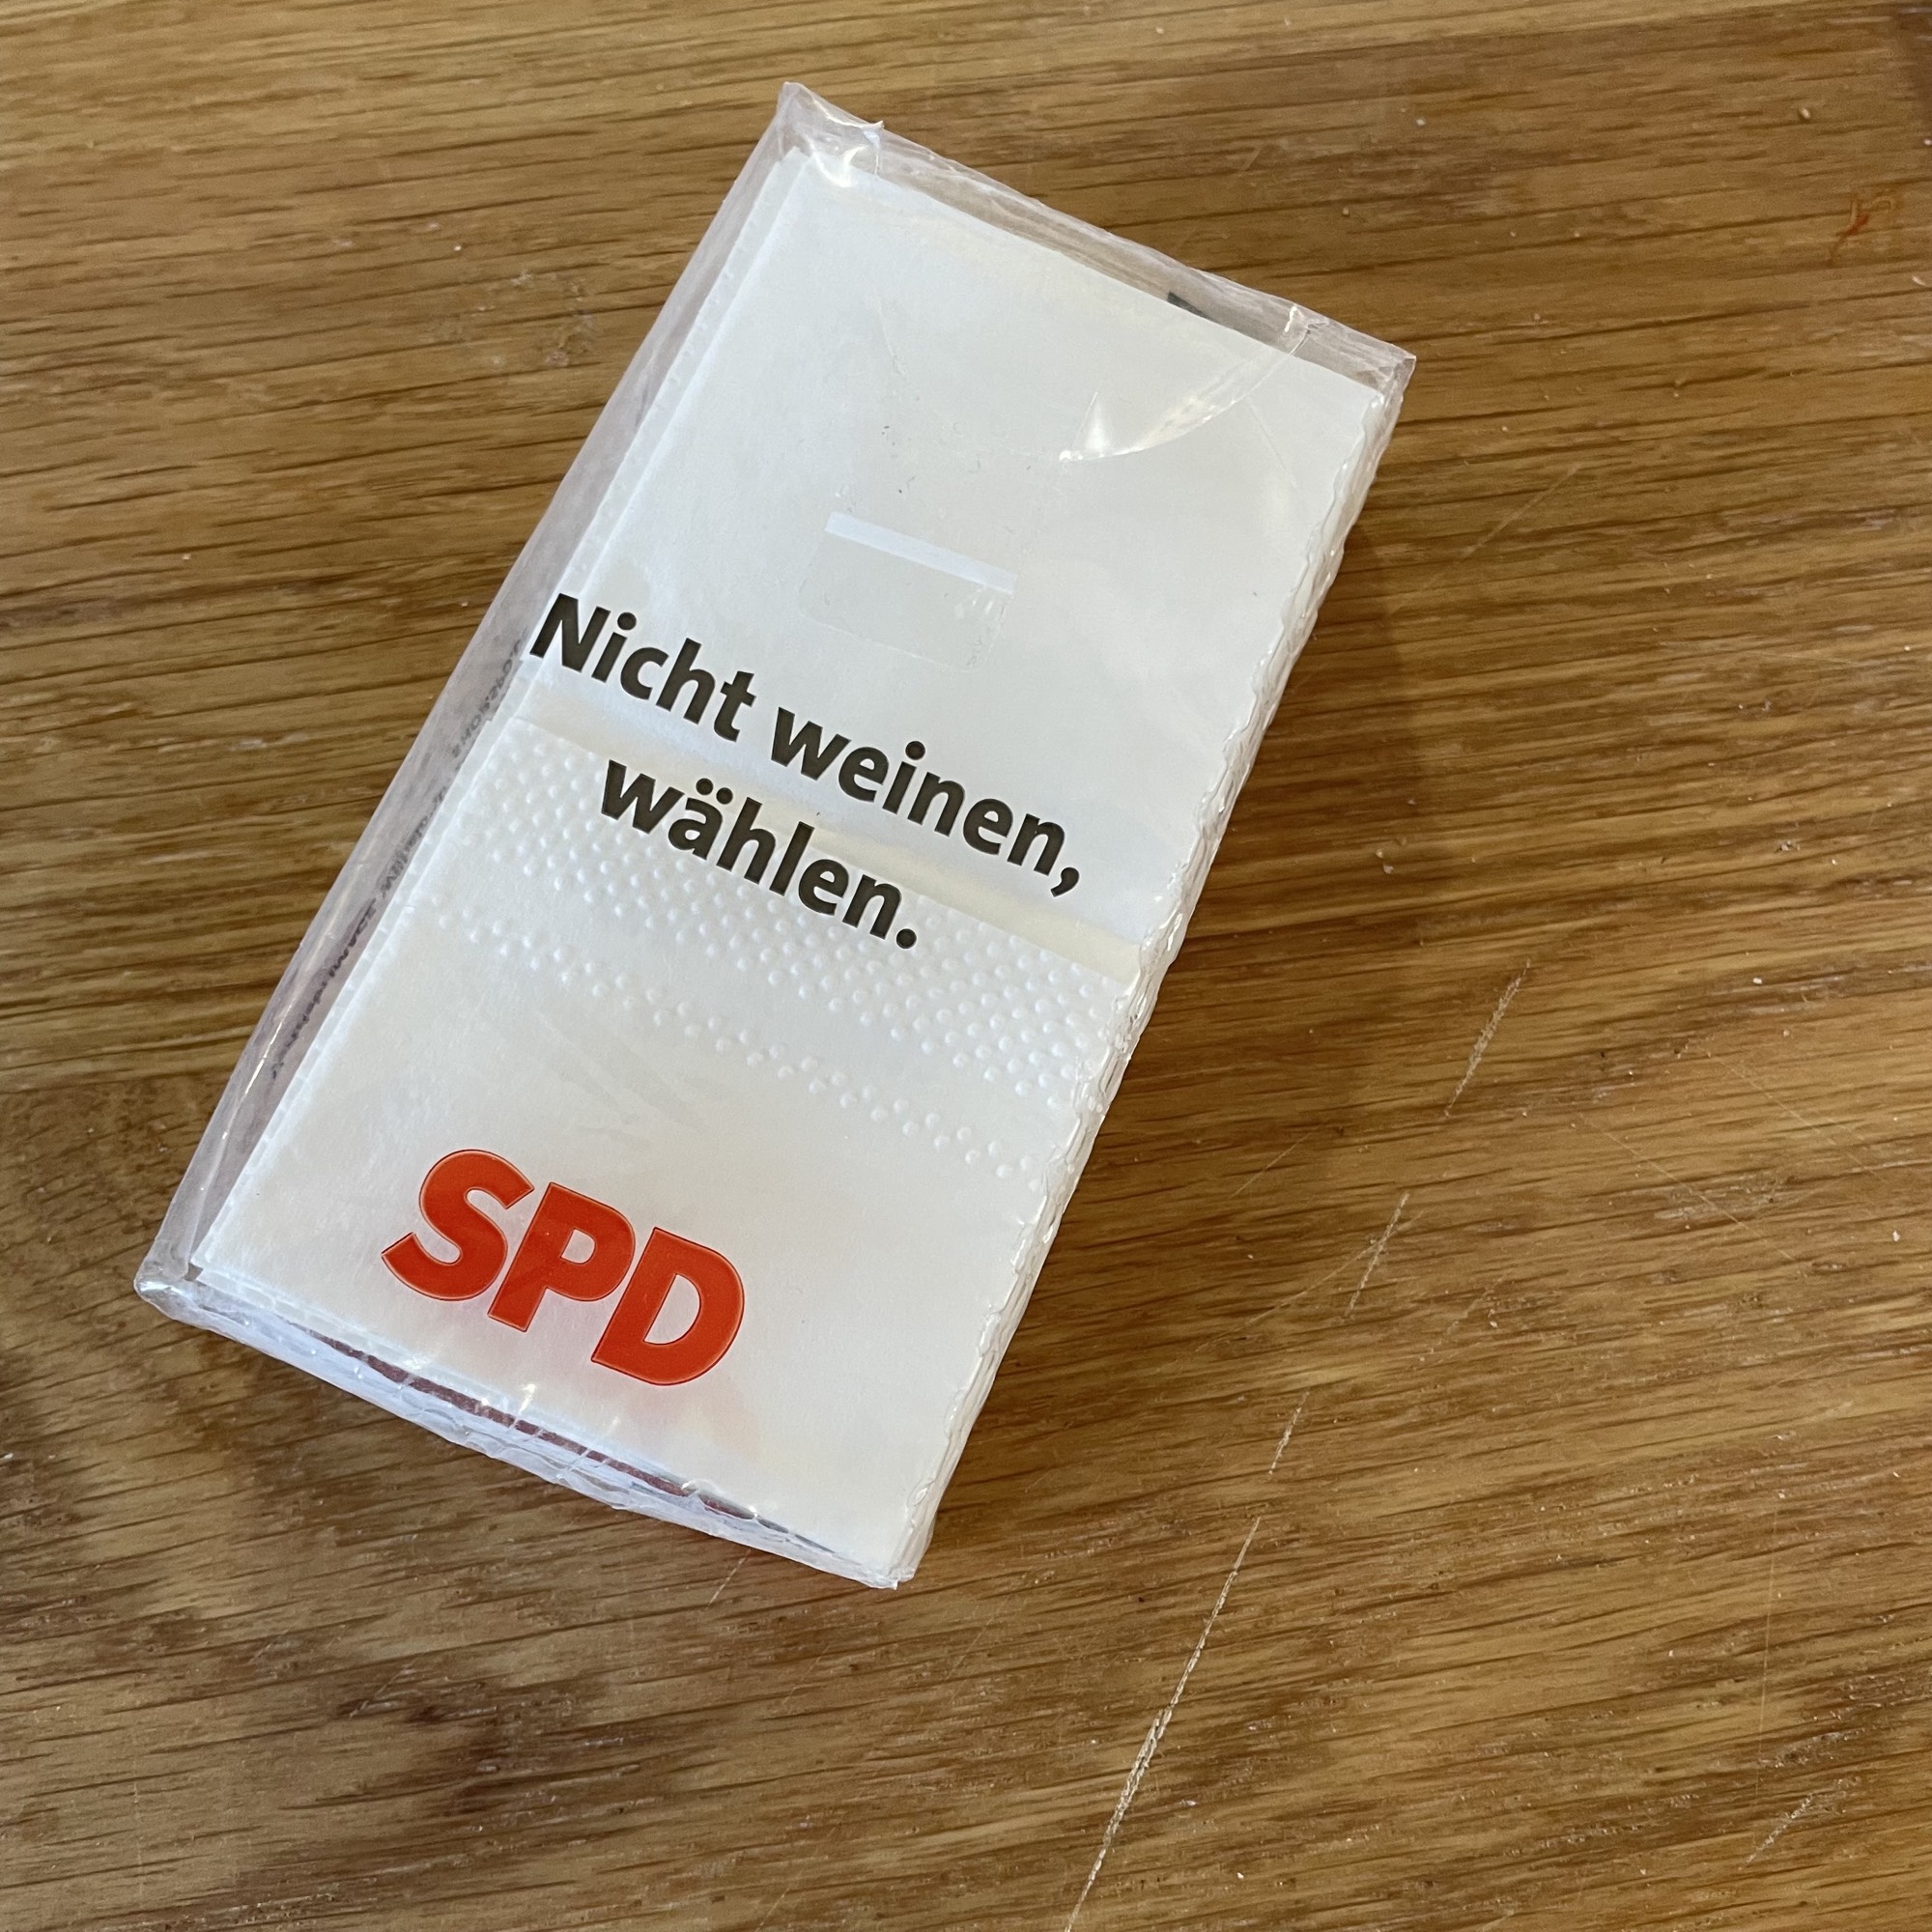 Nicht weinen,
wählen.
SPD